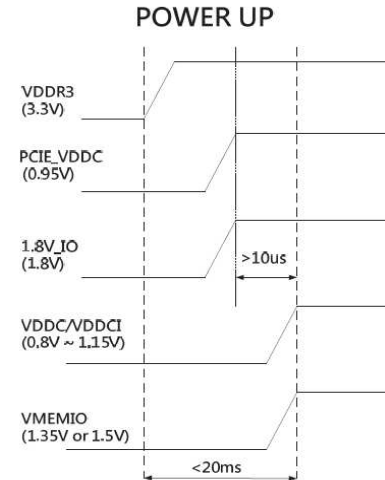 POWER UP
VDDR3
(3.3V)
PCIE_VDDC
(0.95V)
1.8V_IO
(1.8V)
>10us
VDDC/VDDCI
(0.8V ~ 1.15V)
VMEMIO
(1.35V or 1.5V)
<20ms